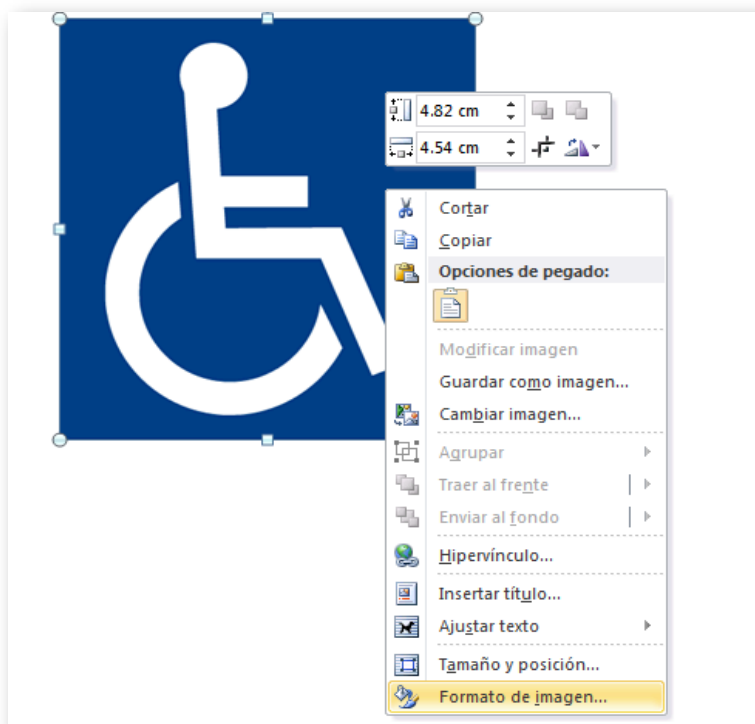 4.82 cm
4.54 cm
Cortar
Copiar
Opciones de pegado:
Modificar imagen
Guardar como imagen...
Cambiar imagen...
Agrupar
Traer al frente
Enviar al fondo
Hipervínculo...
Insertar título...
Ajustar texto
Tamaño y posición...
Formato de imagen...